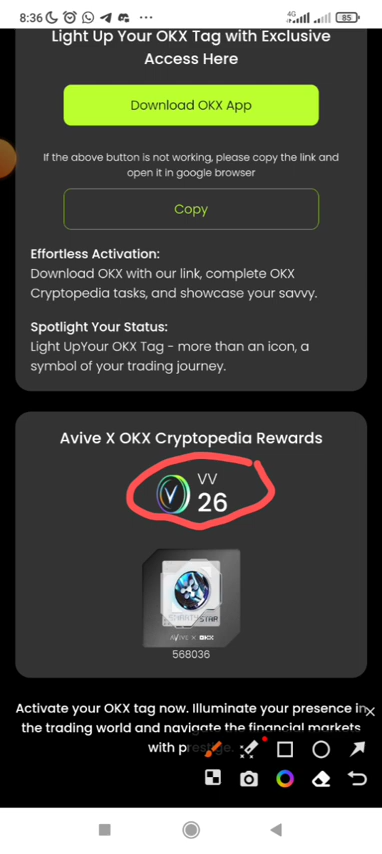 8:36
4G
85
Light Up Your OKX Tag with Exclusive
Access Here
Download OKX App
If the above button is not working, please copy the link and
open it in google browser
Copy
Effortless Activation:
Download OKX with our link, complete OKX
Cryptopedia tasks, and showcase your savvy.
Spotlight Your Status:
Light UpYour OKX Tag - more than an icon, a
symbol of your trading journey.
Avive X OKX Cryptopedia Rewards
VV
26
STAR
AVIVE × OKX
568036
Activate your OKX tag now. Illuminate your presence in
the trading world and navigate the financial markets
with prestige.